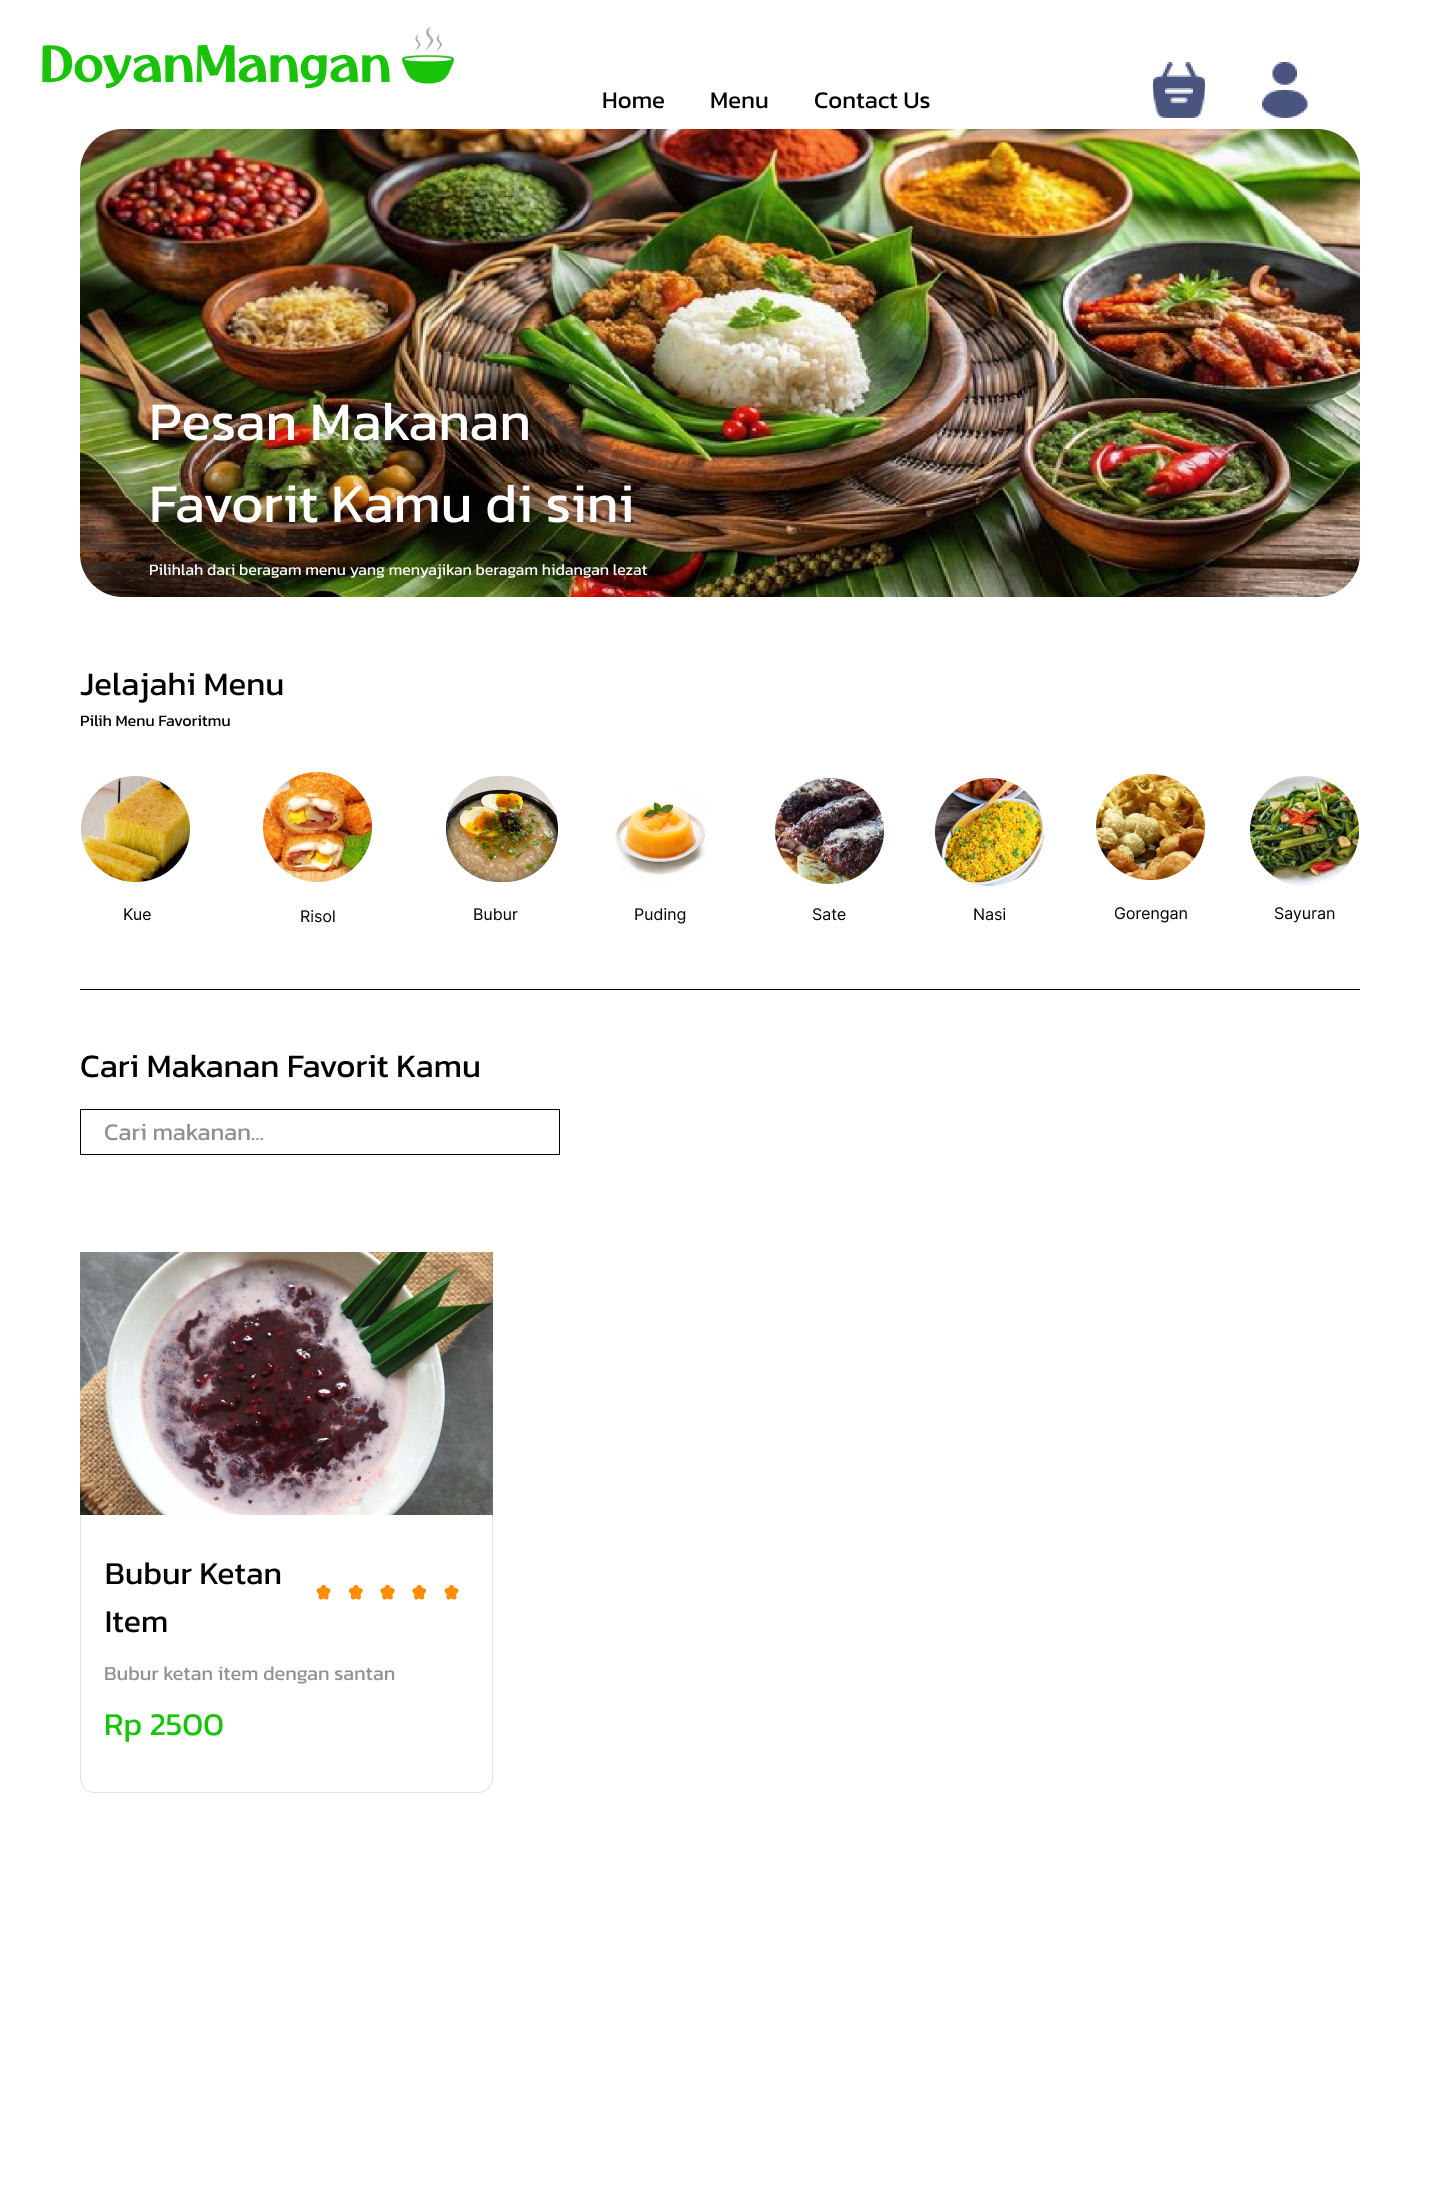 DoyanMangan
Home Menu Contact Us
Pesan Makanan
Favorit Kamu di sini
Pilihlah dari beragam menu yang menyajikan beragam hidangan lezat
Jelajahi Menu
Pilih Menu Favoritmu
Kue Risol Bubur Puding Sate Nasi Gorengan Sayuran
Cari Makanan Favorit Kamu
Cari makanan...
Bubur Ketan
Item
Bubur ketan item dengan santan
Rp 2500